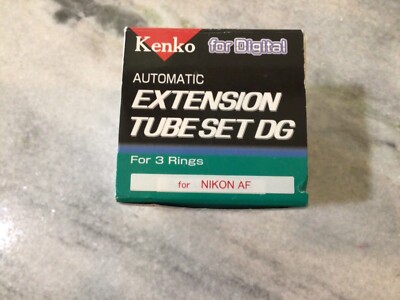 Kenko for Digital
AUTOMATIC
EXTENSION
TUBE SET DG
For 3 Rings
for NIKON AF